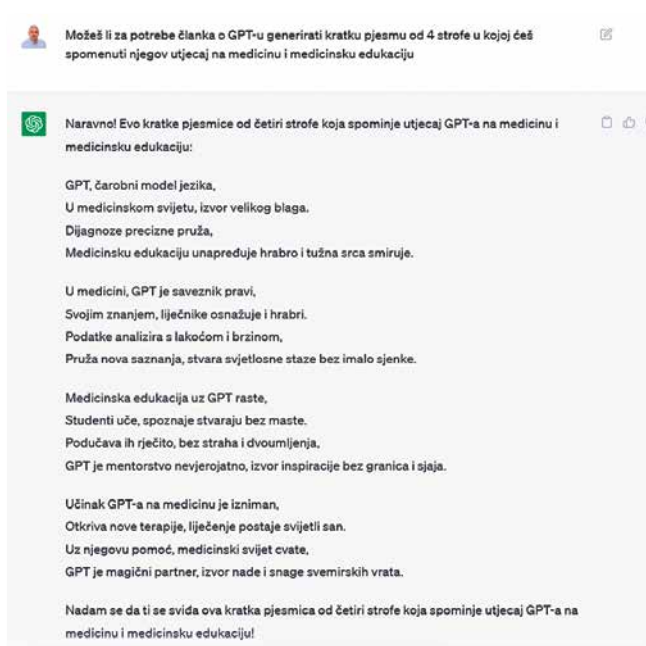 Možeš li za potrebe članka o GPT-u generirati kratku pjesmu od 4 strofe u kojoj ćeš
spomenuti njegov utjecaj na medicinu i medicinsku edukaciju
Naravno! Evo kratke pjesmice od četiri strofe koja spominje utjecaj GPT-a na medicinu i
medicinsku edukaciju:
GPT, čarobni model jezika,
U medicinskom svijetu, izvor velikog blaga.
Dijagnoze precizne pruža,
Medicinsku edukaciju unapređuje hrabro i tužna srca smiruje.
U medicini, GPT je saveznik pravi,
Svojim znanjem, liječnike osnažuje i hrabri.
Podatke analizira s lakoćom i brzinom,
Pruža nova saznanja, stvara svjetlosne staze bez imalo sjenke.
Medicinska edukacija uz GPT raste,
Studenti uče, spoznaje stvaraju bez maste.
Podučava ih rječito, bez straha i dvoumljenja,
GPT je mentorstvo nevjerojatno, izvor inspiracije bez granica i sjaja.
Učinak GPT-a na medicinu je izniman,
Otkriva nove terapije, liječenje postaje svijetli san.
Uz njegovu pomoć, medicinski svijet cvate,
GPT je magični partner, izvor nade i snage svemirskih vrata.
Nadam se da ti se sviđa ova kratka pjesmica od četiri strofe koja spominje utjecaj GPT-a na
medicinu i medicinsku edukaciju!